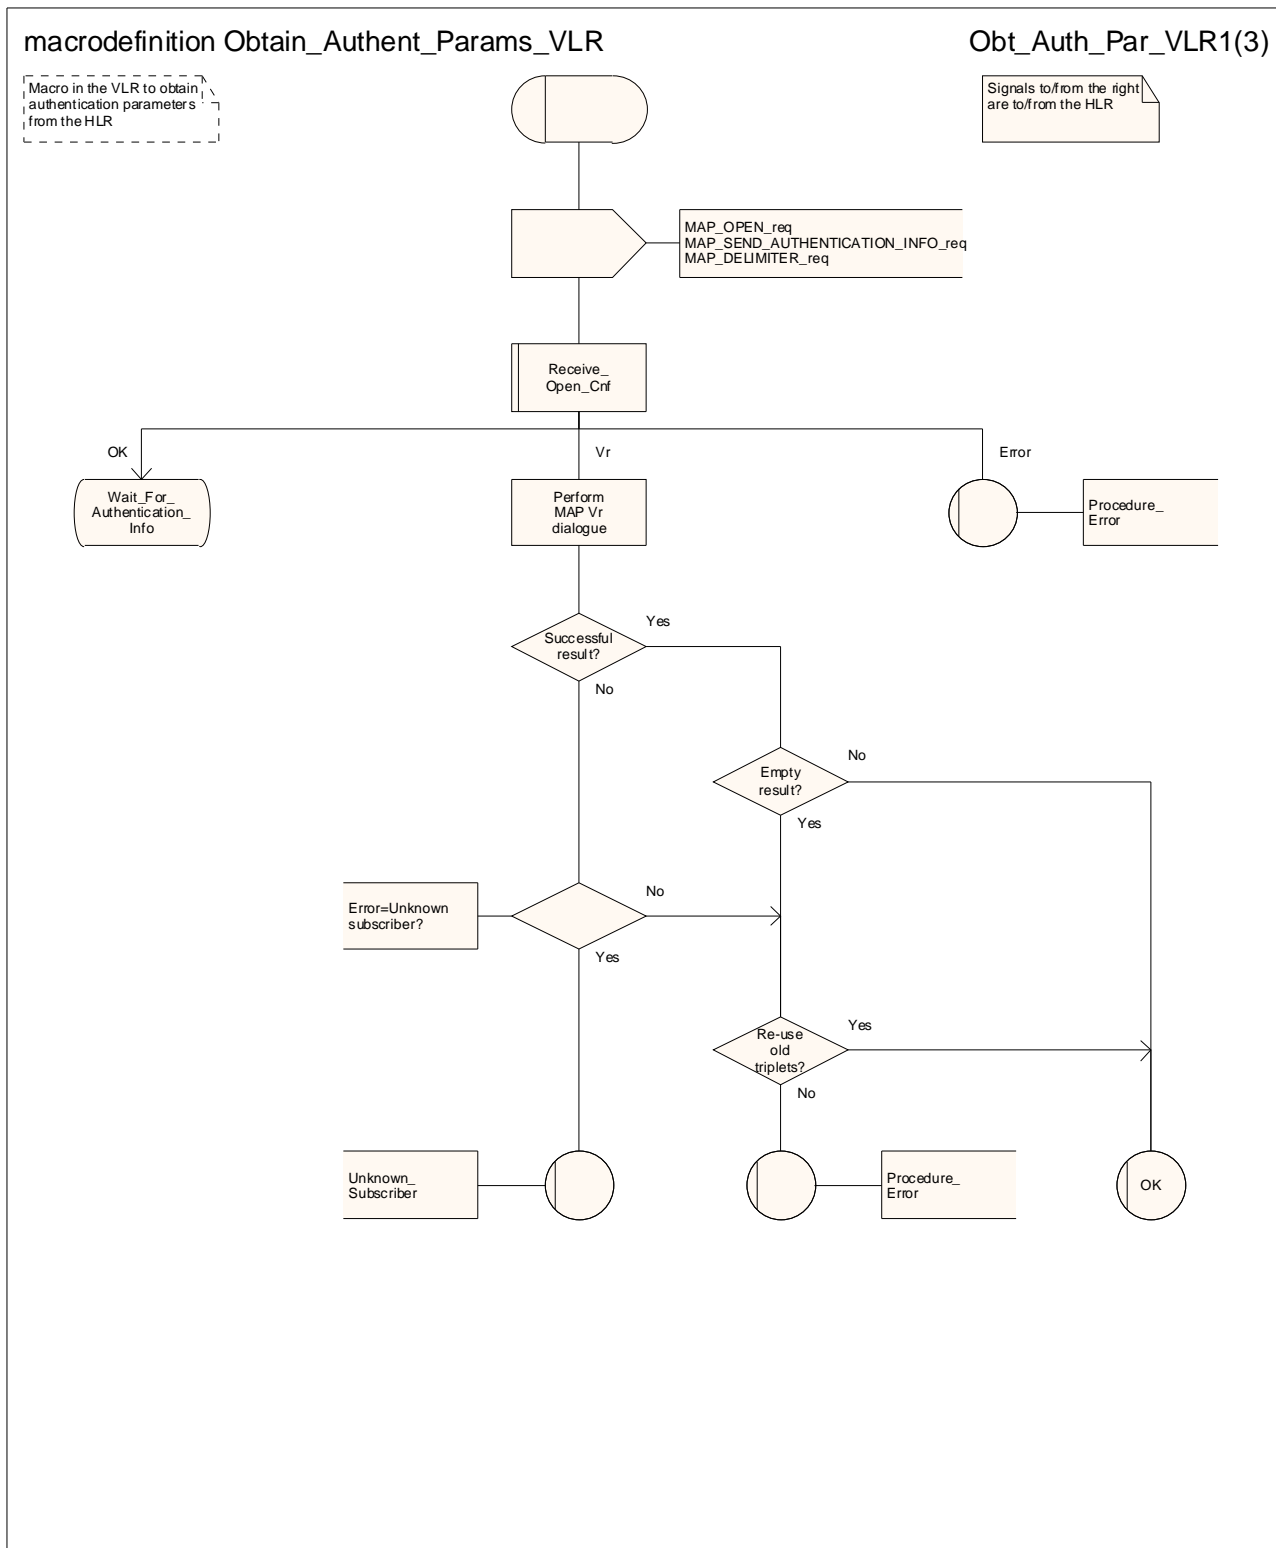 macrodefinition Obtain_Authent_Params_VLR
Obt_Auth_Par_VLR1(3)
Macro in the VLR to obtain
authentication parameters
from the HLR
Signals to/from the right
are to/from the HLR
MAP_OPEN_req
MAP_SEND_AUTHENTICATION_INFO_req
MAP_DELIMITER_req
Receive_
Open_Cnf
OK
Vr
Error
Wait_For_
Authentication_
Info
Perform
MAP Vr
dialogue
Procedure_
Error
Successful
result?
Yes
No
Empty
result?
No
Yes
Error=Unknown
subscriber?
No
Yes
Re-use
old
triplets?
Yes
No
Unknown_
Subscriber
Procedure_
Error
OK